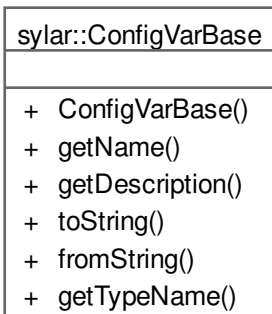 sylar::ConfigVarBase
+ ConfigVarBase()
+ getName()
+ getDescription()
+ toString()
+ fromString()
+ getTypeName()